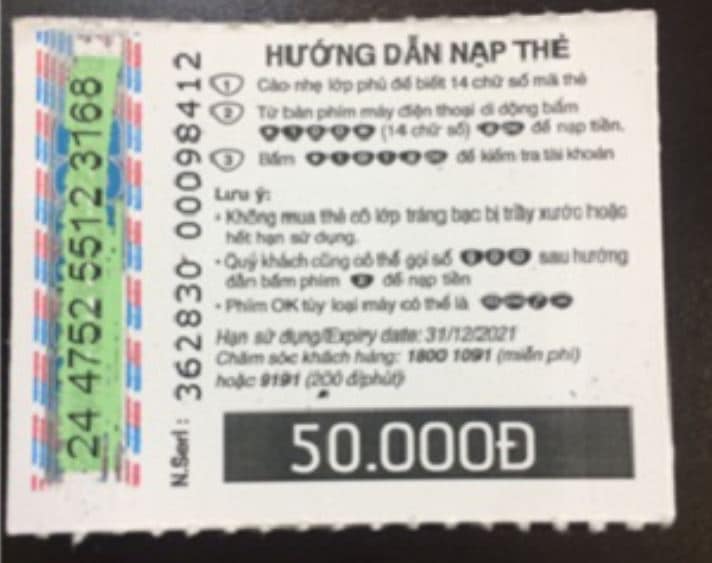 24 4752 5512 3168
N.Seri: 362830 00098412
HƯỚNG DẪN NẠP THẺ
1 Cào nhẹ lớp phủ để biết 14 chữ số mã thẻ
2 Từ bàn phím máy điện thoại di động bấm
(14 chữ số) để nạp tiền.
3 Bấm để kiểm tra tài khoản
Lưu ý:
• Không mua thẻ có lớp tráng bạc bị trầy xước hoặc
hết hạn sử dụng.
• Quý khách cũng có thể gọi số sau hướng
dẫn bấm phím để nạp tiền
• Phím OK tùy loại máy có thể là
Hạn sử dụng/Expiry date: 31/12/2021
Chăm sóc khách hàng: 1800 1091 (miễn phí)
hoặc 9191 (200 đ/phút)
50.000Đ